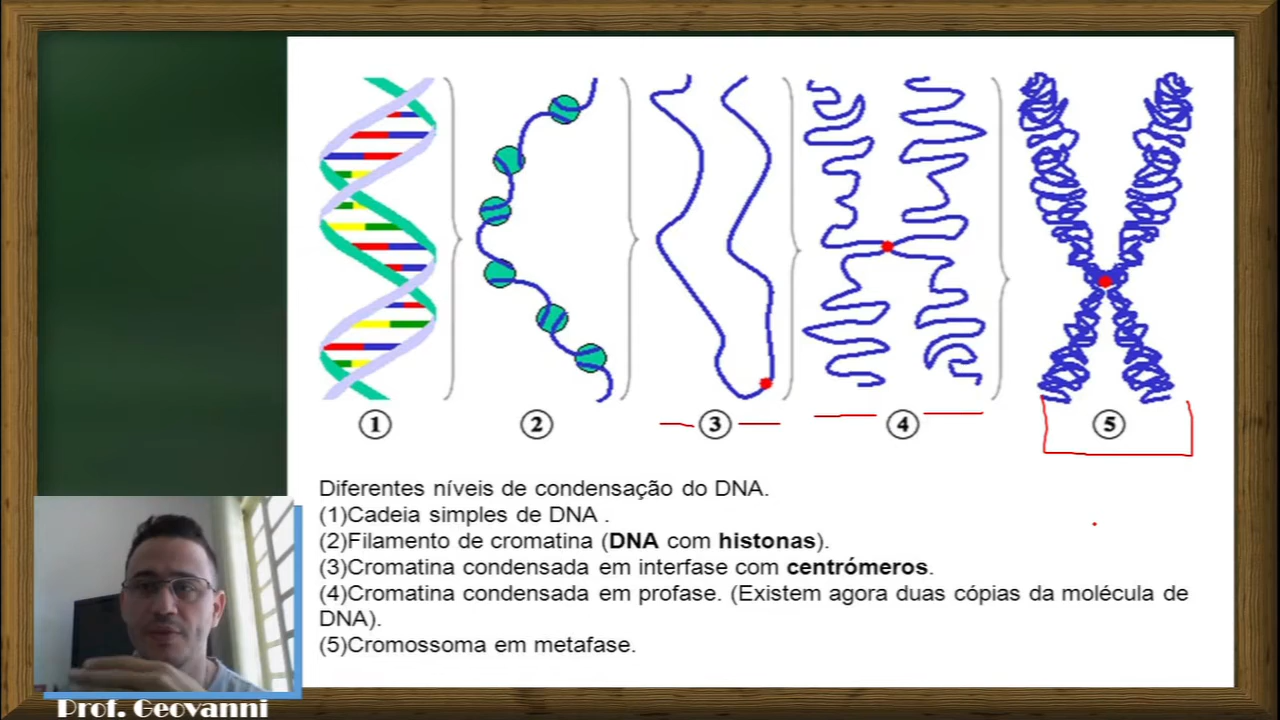 1 2 3 4 5
Diferentes níveis de condensação do DNA.
(1)Cadeia simples de DNA .
(2)Filamento de cromatina (DNA com histonas).
(3)Cromatina condensada em interfase com centrómeros.
(4)Cromatina condensada em profase. (Existem agora duas cópias da molécula de
DNA).
(5)Cromossoma em metafase.
Prof. Geovanni